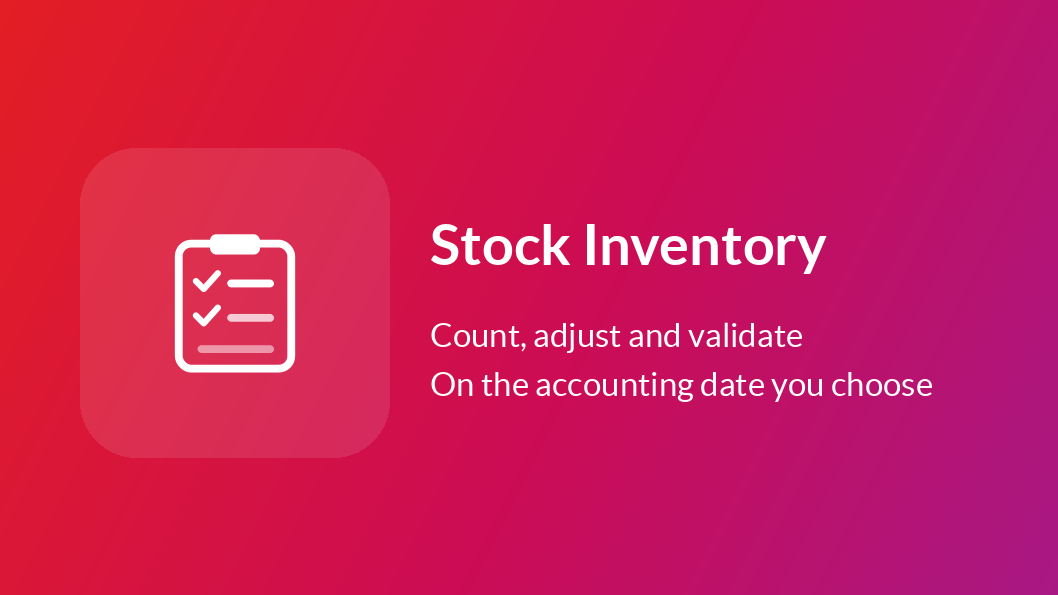 Stock Inventory
Count, adjust and validate
On the accounting date you choose